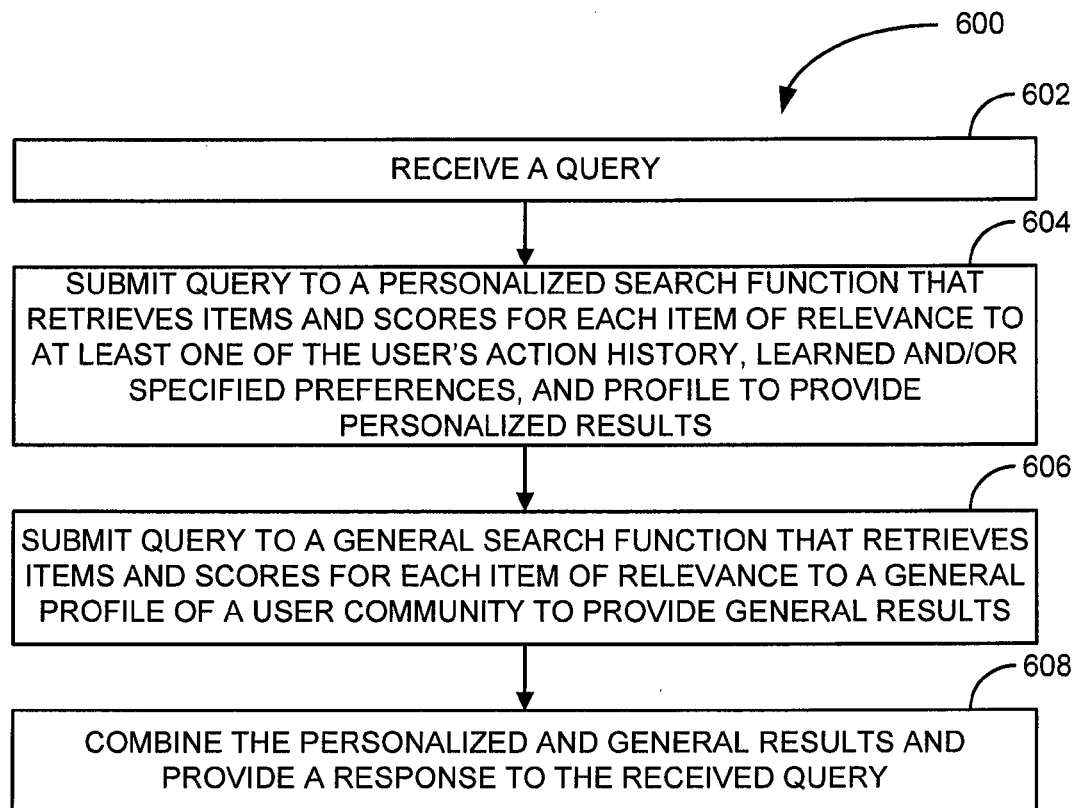 600
602
RECEIVE A QUERY
604
SUBMIT QUERY TO A PERSONALIZED SEARCH FUNCTION THAT
RETRIEVES ITEMS AND SCORES FOR EACH ITEM OF RELEVANCE TO
AT LEAST ONE OF THE USER'S ACTION HISTORY, LEARNED AND/OR
SPECIFIED PREFERENCES, AND PROFILE TO PROVIDE
PERSONALIZED RESULTS
606
SUBMIT QUERY TO A GENERAL SEARCH FUNCTION THAT RETRIEVES
ITEMS AND SCORES FOR EACH ITEM OF RELEVANCE TO A GENERAL
PROFILE OF A USER COMMUNITY TO PROVIDE GENERAL RESULTS
608
COMBINE THE PERSONALIZED AND GENERAL RESULTS AND
PROVIDE A RESPONSE TO THE RECEIVED QUERY